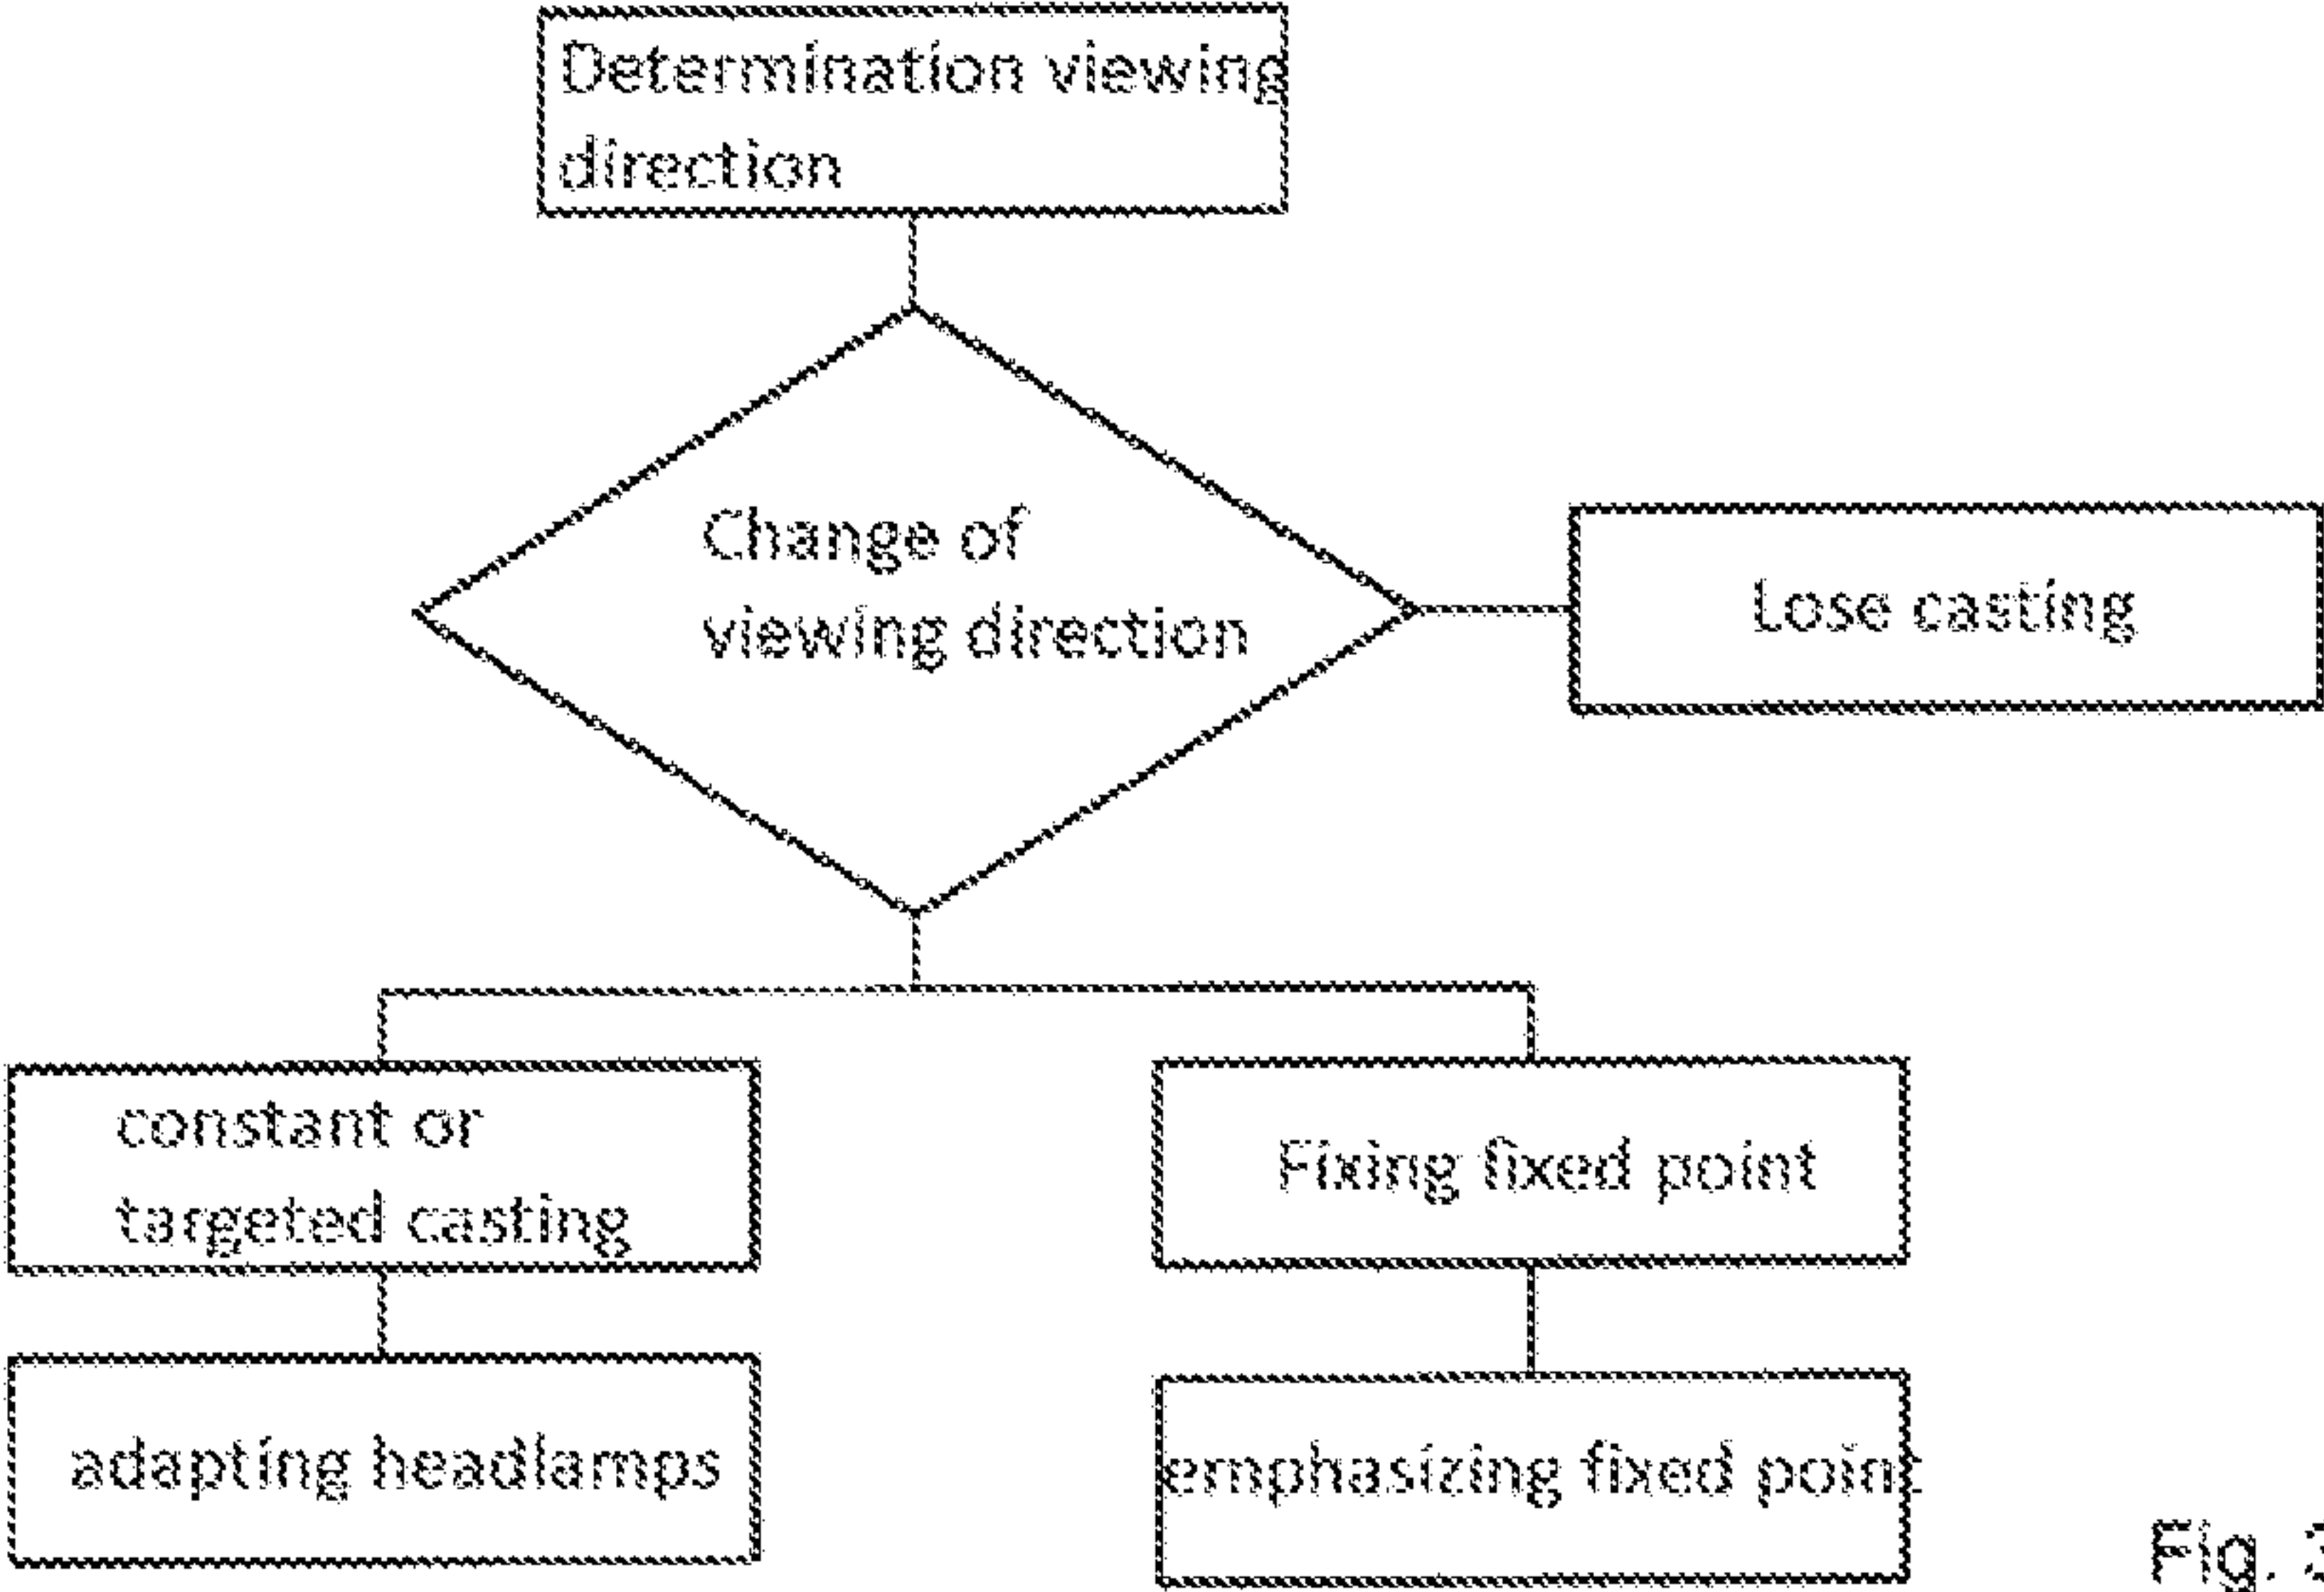 Determination viewing
direction
Change of
viewing direction
Lose casting
constant or
targeted casting
Fixing fixed point
adapting headlamps
emphasizing fixed point
Fig.